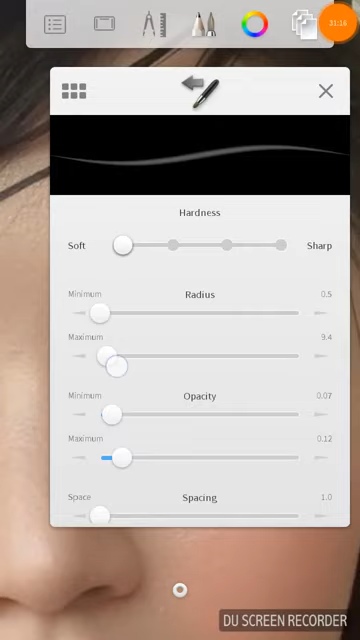 21:16
Hardness
Soft Sharp
Minimum Radius 0.5
Maximum 9.4
Minimum Opacity 0.07
Maximum 0.12
Space Spacing 1.0
DU SCREEN RECORDER